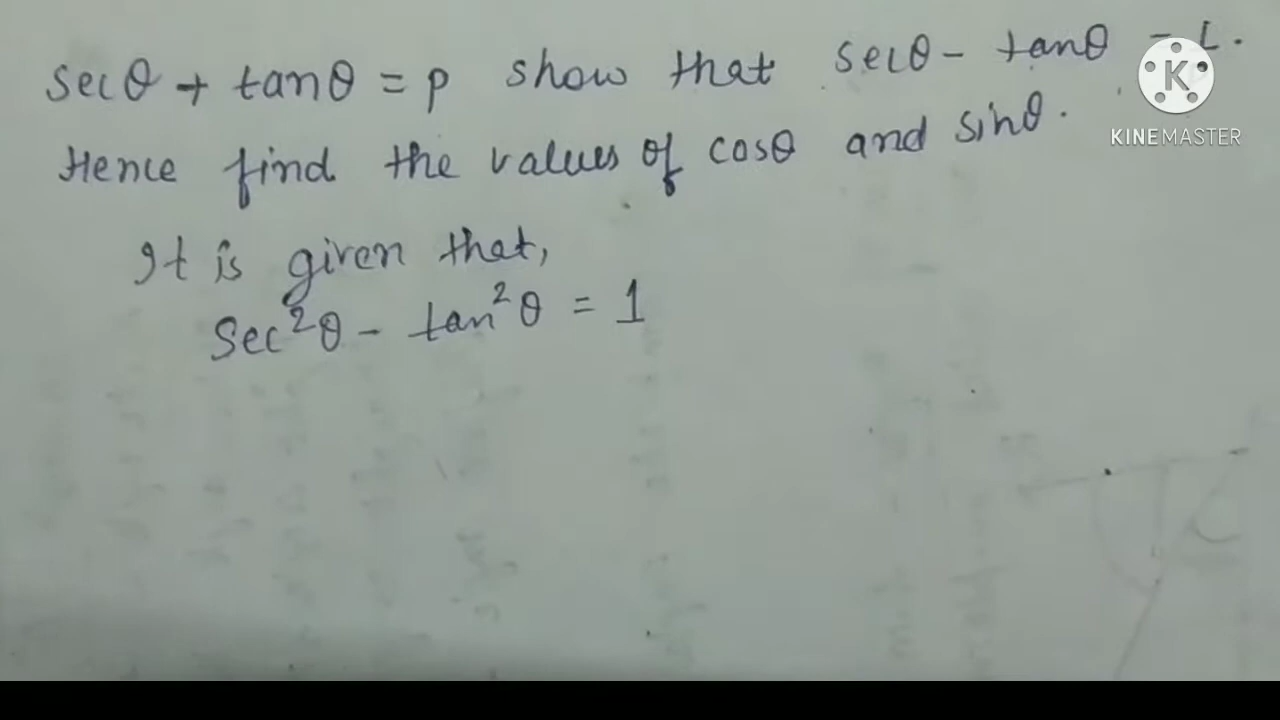 secθ + tanθ = p show that secθ - tanθ =
Hence find the values of cosθ and sinθ.
It is given that,
Sec²θ - tan²θ = 1
KINEMASTER